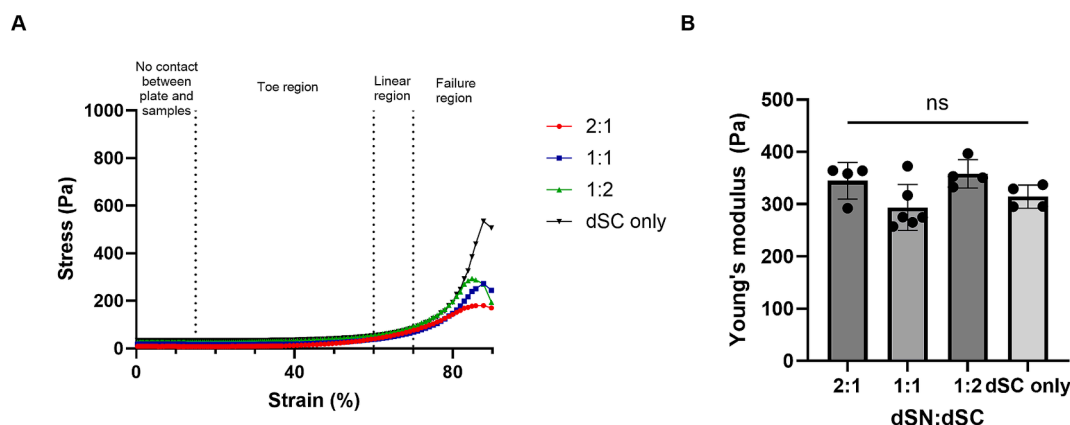 A
No contact
between
plate and
samples
Toe region
Linear
region
Failure
region
1000
800
600
400
200
0
Stress (Pa)
0
40
80
Strain (%)
2:1
1:1
1:2
dSC only
B
ns
500
400
300
200
100
0
Young's modulus (Pa)
2:1
1:1
1:2
dSC only
dSN:dSC